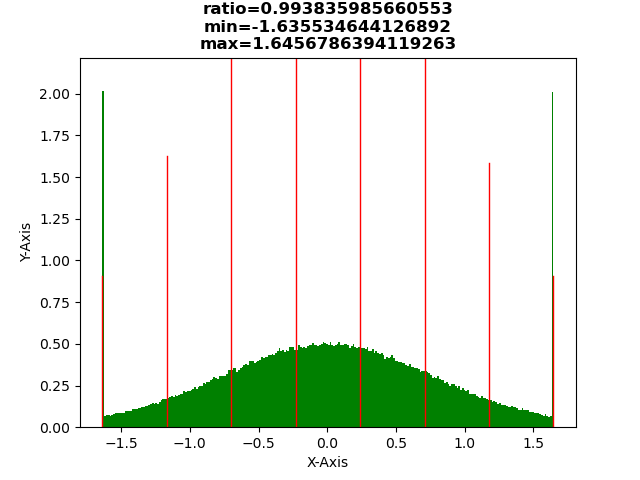 ratio=0.993835985660553
min=-1.635534644126892
max=1.6456786394119263
2.00
1.75
1.50
1.25
1.00
0.75
0.50
0.25
0.00
Y-Axis
−1.5 −1.0 −0.5 0.0 0.5 1.0 1.5
X-Axis